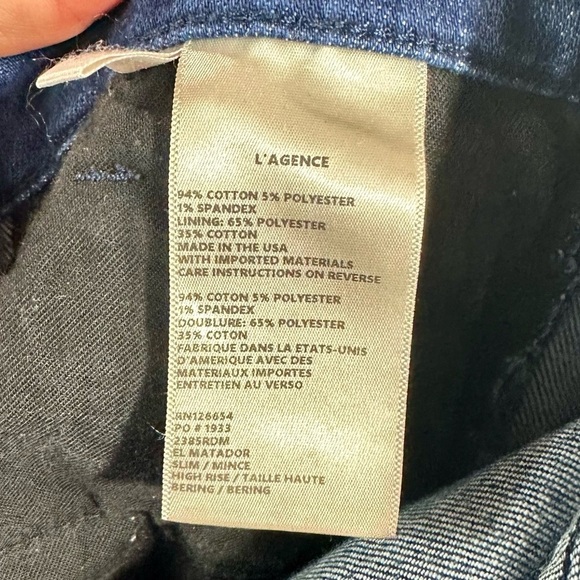 L'AGENCE
94% COTTON 5% POLYESTER
1% SPANDEX
LINING: 65% POLYESTER
35% COTTON
MADE IN THE USA
WITH IMPORTED MATERIALS
CARE INSTRUCTIONS ON REVERSE
94% COTON 5% POLYESTER
1% SPANDEX
DOUBLURE: 65% POLYESTER
35% COTON
FABRIQUE DANS LA ETATS-UNIS
D'AMERIQUE AVEC DES
MATERIAUX IMPORTES
ENTRETIEN AU VERSO
RN126654
PO # 1933
2385RDM
EL MATADOR
SLIM / MINCE
HIGH RISE / TAILLE HAUTE
BERING / BERING